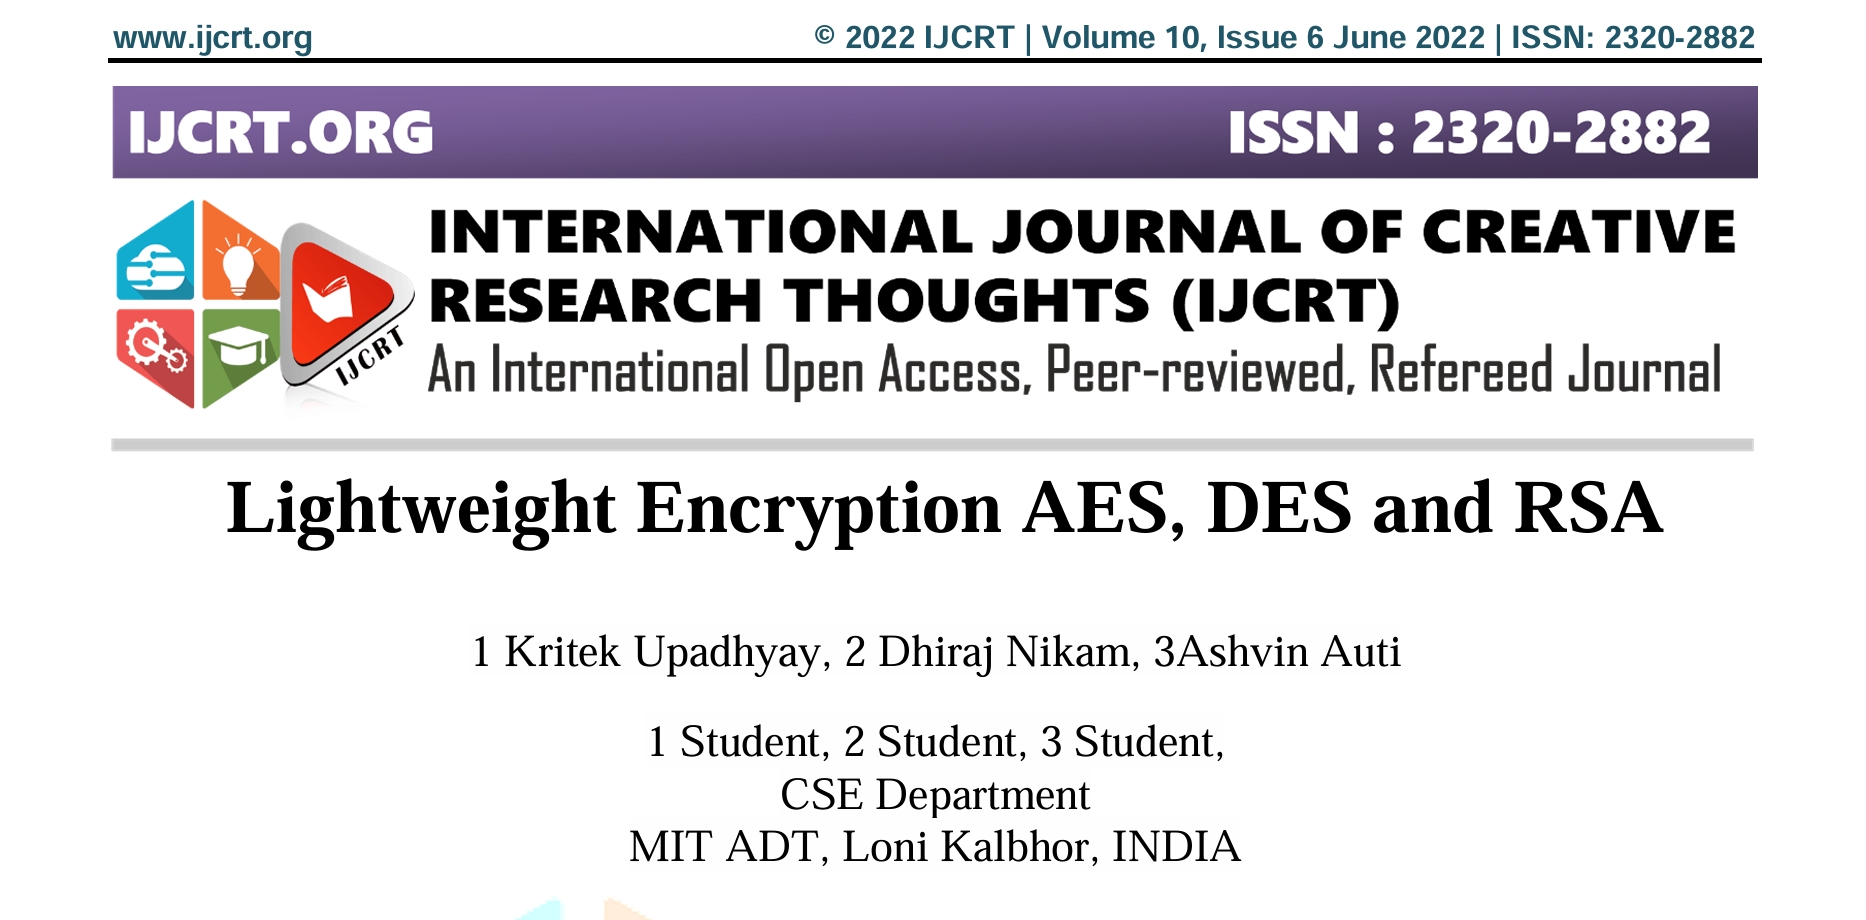 www.ijcrt.org © 2022 IJCRT | Volume 10, Issue 6 June 2022 | ISSN: 2320-2882
IJCRT.ORG ISSN : 2320-2882
IJCRT
INTERNATIONAL JOURNAL OF CREATIVE
RESEARCH THOUGHTS (IJCRT)
An International Open Access, Peer-reviewed, Refereed Journal
Lightweight Encryption AES, DES and RSA
1 Kritek Upadhyay, 2 Dhiraj Nikam, 3Ashvin Auti
1 Student, 2 Student, 3 Student,
CSE Department
MIT ADT, Loni Kalbhor, INDIA